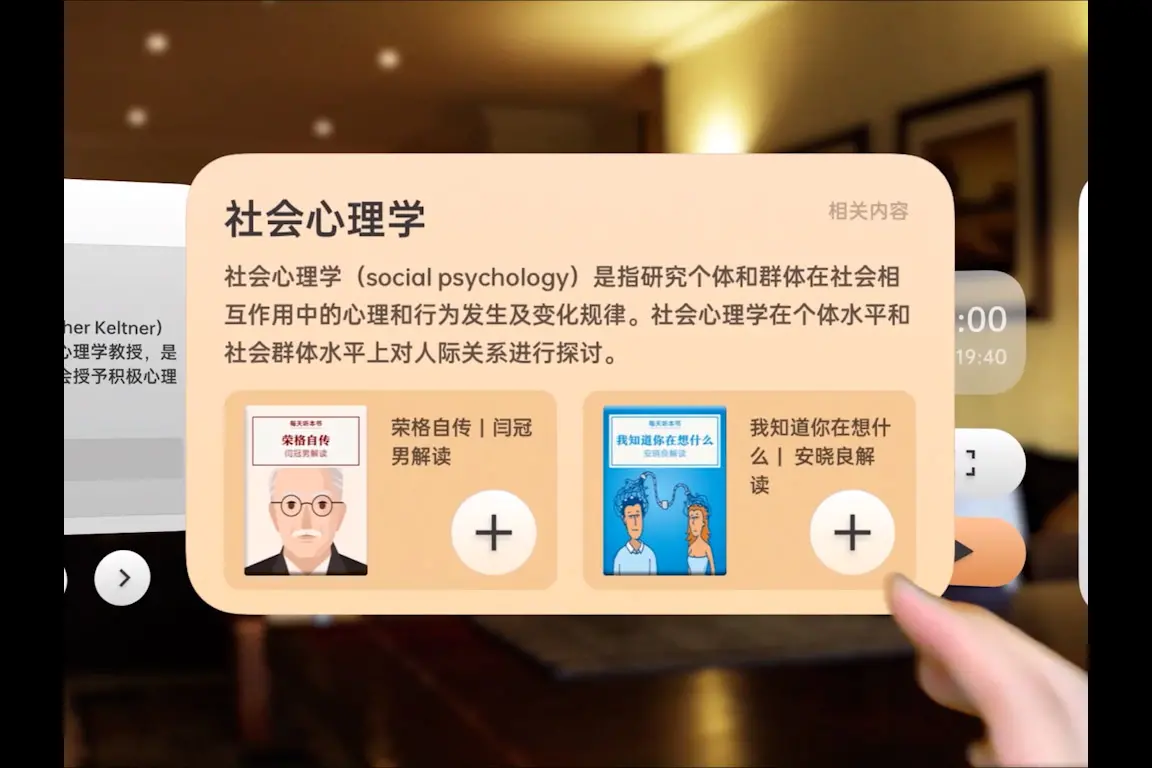 社会心理学
相关内容
社会心理学（social psychology）是指研究个体和群体在社会相
互作用中的心理和行为发生及变化规律。社会心理学在个体水平和
社会群体水平上对人际关系进行探讨。
每天听本书
荣格自传
闫冠男解读
荣格自传 | 闫冠
男解读
每天听本书
我知道你在想什么
安晓良解读
我知道你在想什
么 | 安晓良解
读
her Keltner）
心理学教授，是
会授予积极心理
:00
19:40